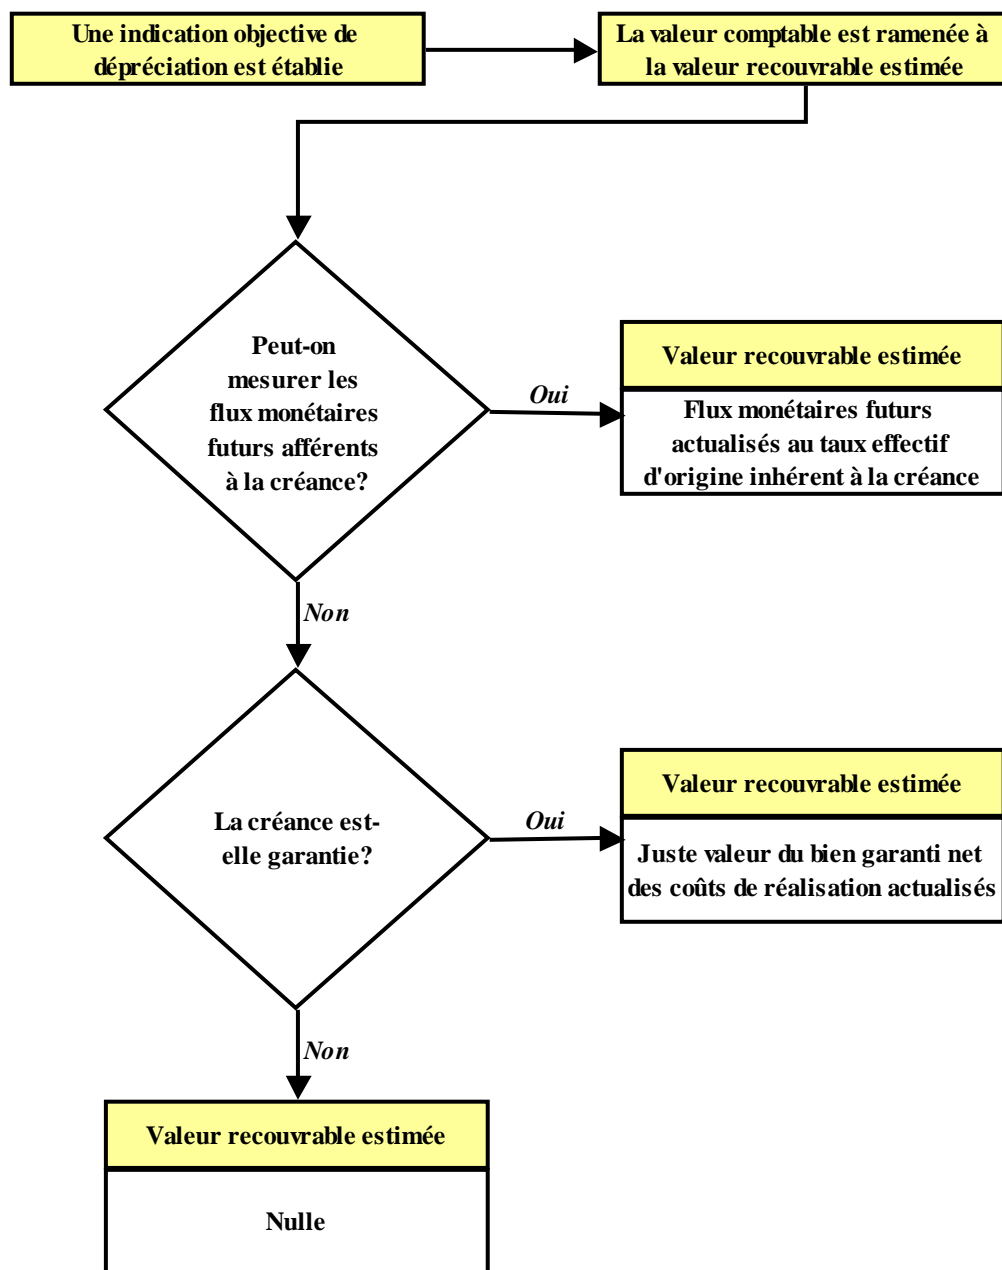 Une indication objective de
dépréciation est établie
La valeur comptable est ramenée à
la valeur recouvrable estimée
Peut-on
mesurer les
flux monétaires
futurs afférents
à la créance?
Oui
Valeur recouvrable estimée
Flux monétaires futurs
actualisés au taux effectif
d'origine inhérent à la créance
Non
La créance est-
elle garantie?
Oui
Valeur recouvrable estimée
Juste valeur du bien garanti net
des coûts de réalisation actualisés
Non
Valeur recouvrable estimée
Nulle